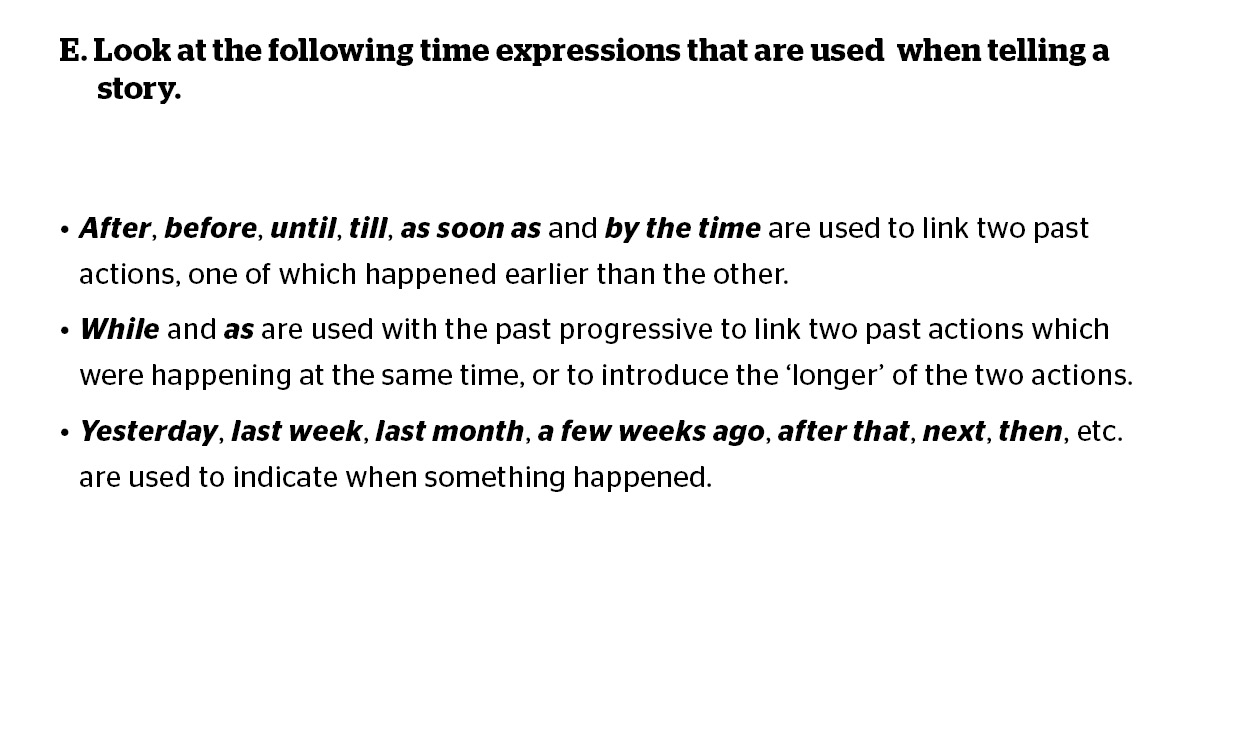 E. Look at the following time expressions that are used  when telling a
story.
• After, before, until, till, as soon as and by the time are used to link two past
actions, one of which happened earlier than the other.
• While and as are used with the past progressive to link two past actions which
were happening at the same time, or to introduce the ‘longer’ of the two actions.
• Yesterday, last week, last month, a few weeks ago, after that, next, then, etc.
are used to indicate when something happened.